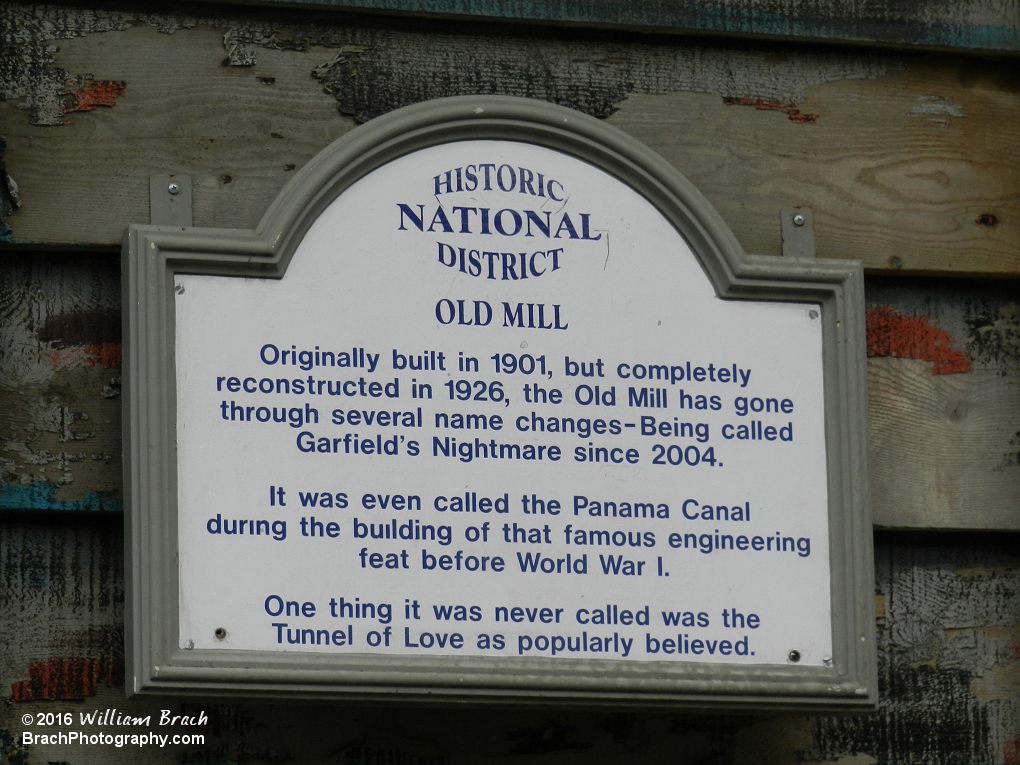 HISTORIC
NATIONAL
DISTRICT
OLD MILL
Originally built in 1901, but completely
reconstructed in 1926, the Old Mill has gone
through several name changes-Being called
Garfield's Nightmare since 2004.
It was even called the Panama Canal
during the building of that famous engineering
feat before World War I.
One thing it was never called was the
Tunnel of Love as popularly believed.
©2016 William Brach
BrachPhotography.com